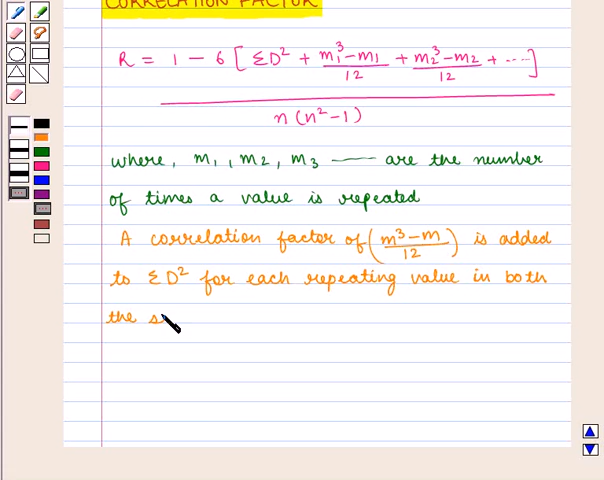 CORRELATION FACTOR
R = 1 - 6 [ ΣD² + m₁³-m₁/12 + m₂³-m₂/12 + ---- ]
n(n²-1)
where, m₁, m₂, m₃ ---- are the number
of times a value is repeated
A correlation factor of (m³-m/12) is added
to ΣD² for each repeating value in both
the s